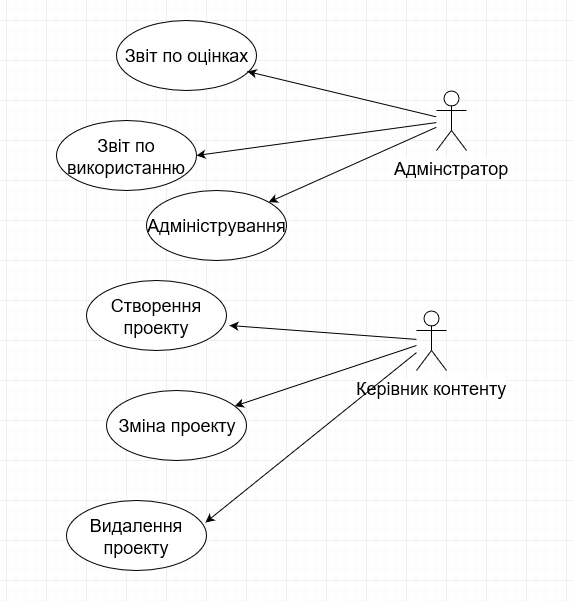 Звіт по оцінках
Звіт по
використанню
Адмінстратор
Адміністрування
Створення
проекту
Керівник контенту
Зміна проекту
Видалення
проекту